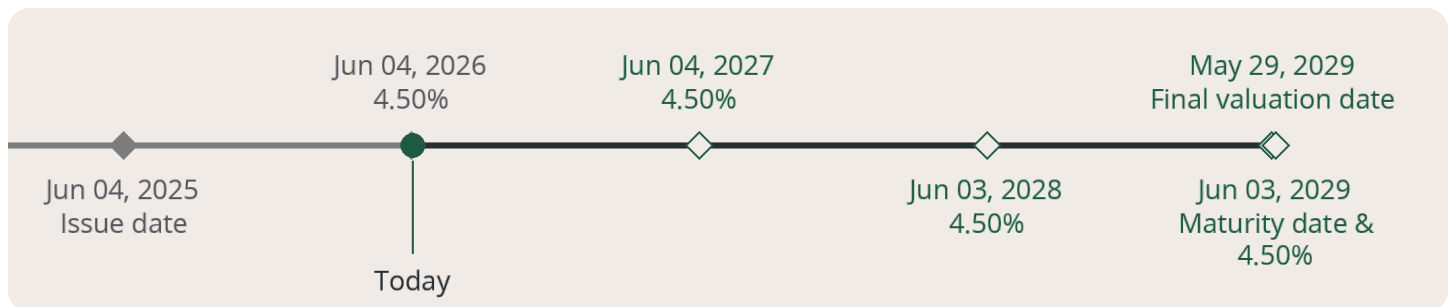 Jun 04, 2026
4.50%
Jun 04, 2027
4.50%
May 29, 2029
Final valuation date
Jun 04, 2025
Issue date
Jun 03, 2028
4.50%
Jun 03, 2029
Maturity date &
4.50%
Today